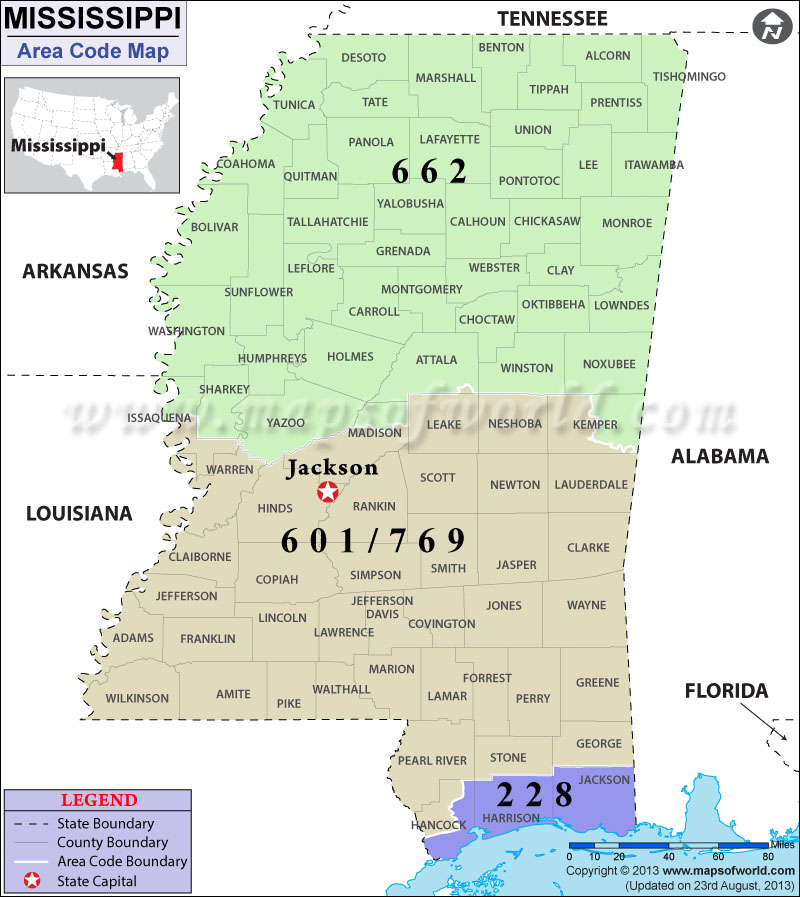 MISSISSIPPI
Area Code Map
TENNESSEE
N
Mississippi
BENTON
DESOTO
ALCORN
MARSHALL
TISHOMINGO
TIPPAH
TUNICA
TATE
PRENTISS
UNION
PANOLA
LAFAYETTE
COAHOMA
LEE
ITAWAMBA
662
QUITMAN
PONTOTOC
YALOBUSHA
BOLIVAR
TALLAHATCHIE
CALHOUN
CHICKASAW
MONROE
GRENADA
ARKANSAS
LEFLORE
WEBSTER
CLAY
SUNFLOWER
MONTGOMERY
CARROLL
OKTIBBEHA
LOWNDES
CHOCTAW
WASHINGTON
HUMPHREYS
HOLMES
ATTALA
WINSTON
NOXUBEE
SHARKEY
www.mapsofworld.com
ISSAQUENA
YAZOO
MADISON
LEAKE
NESHOBA
KEMPER
ALABAMA
Jackson
WARREN
SCOTT
NEWTON
LAUDERDALE
LOUISIANA
HINDS
RANKIN
601/769
CLAIBORNE
CLARKE
COPIAH
SIMPSON
SMITH
JASPER
JEFFERSON
JEFFERSON
DAVIS
JONES
WAYNE
LINCOLN
COVINGTON
ADAMS
FRANKLIN
LAWRENCE
MARION
FORREST
GREENE
WILKINSON
AMITE
PIKE
WALTHALL
LAMAR
PERRY
FLORIDA
PEARL RIVER
STONE
GEORGE
JACKSON
228
HANCOCK
HARRISON
LEGEND
State Boundary
County Boundary
Area Code Boundary
State Capital
0 10 20 40 60 80 Miles
Copyright © 2013 www.mapsofworld.com
(Updated on 23rd August, 2013)